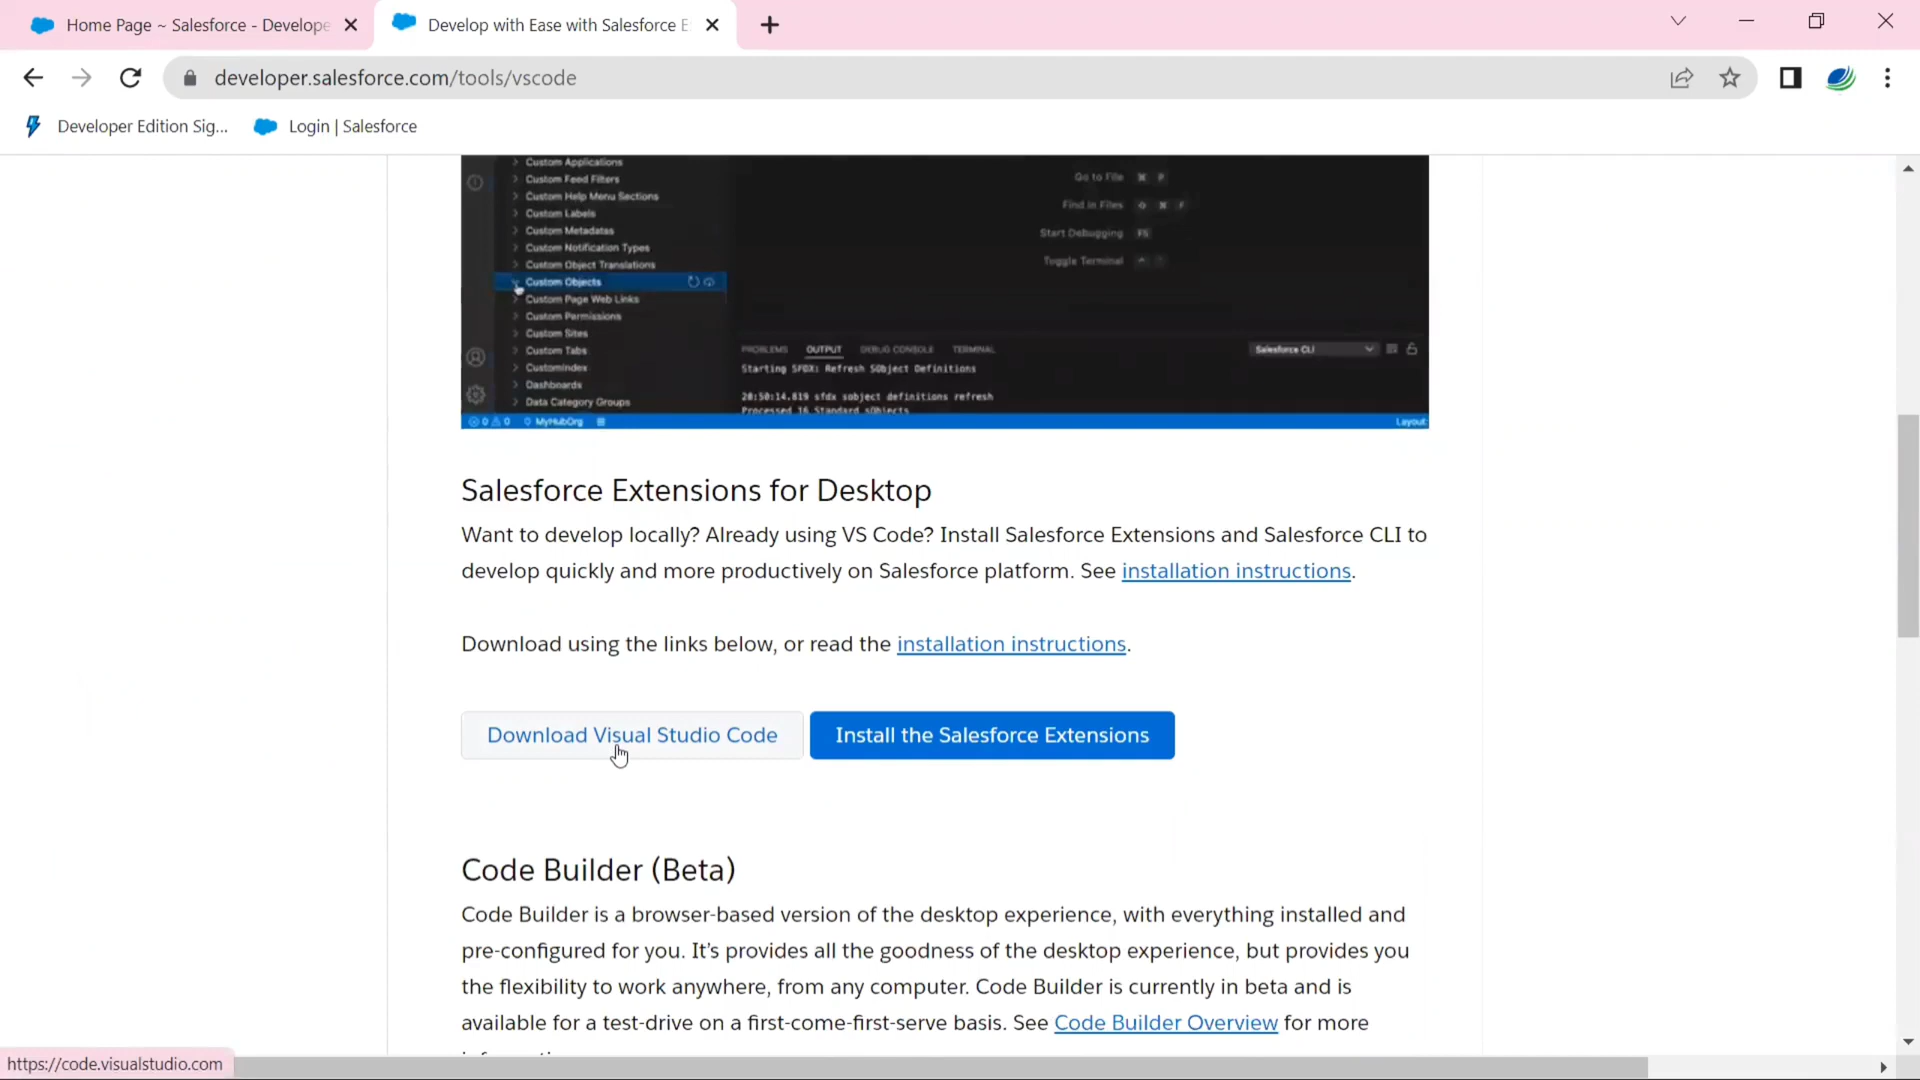 Home Page ~ Salesforce - Develope
Develop with Ease with Salesforce E
developer.salesforce.com/tools/vscode
Developer Edition Sig...
Login | Salesforce
Custom Applications
Custom Feed Filters
Custom Help Menu Sections
Custom Labels
Custom Metadatas
Custom Notification Types
Custom Object Translations
Custom Objects
Custom Page Web Links
Custom Permissions
Custom Sites
Custom Tabs
Customindex
Dashboards
Data Category Groups
Go to File ⌘ P
Find in Files ⇧ ⌘ F
Start Debugging F5
Toggle Terminal
PROBLEMS OUTPUT DEBUG CONSOLE TERMINAL
Salesforce CLI
Starting SFDX: Refresh SObject Definitions
20:50:14.819 sfdx sobject definitions refresh
Processed 16 Standard sObjects
0 0 MyHubOrg
Layout
Salesforce Extensions for Desktop
Want to develop locally? Already using VS Code? Install Salesforce Extensions and Salesforce CLI to
develop quickly and more productively on Salesforce platform. See installation instructions.
Download using the links below, or read the installation instructions.
Download Visual Studio Code
Install the Salesforce Extensions
Code Builder (Beta)
Code Builder is a browser-based version of the desktop experience, with everything installed and
pre-configured for you. It's provides all the goodness of the desktop experience, but provides you
the flexibility to work anywhere, from any computer. Code Builder is currently in beta and is
available for a test-drive on a first-come-first-serve basis. See Code Builder Overview for more
https://code.visualstudio.com